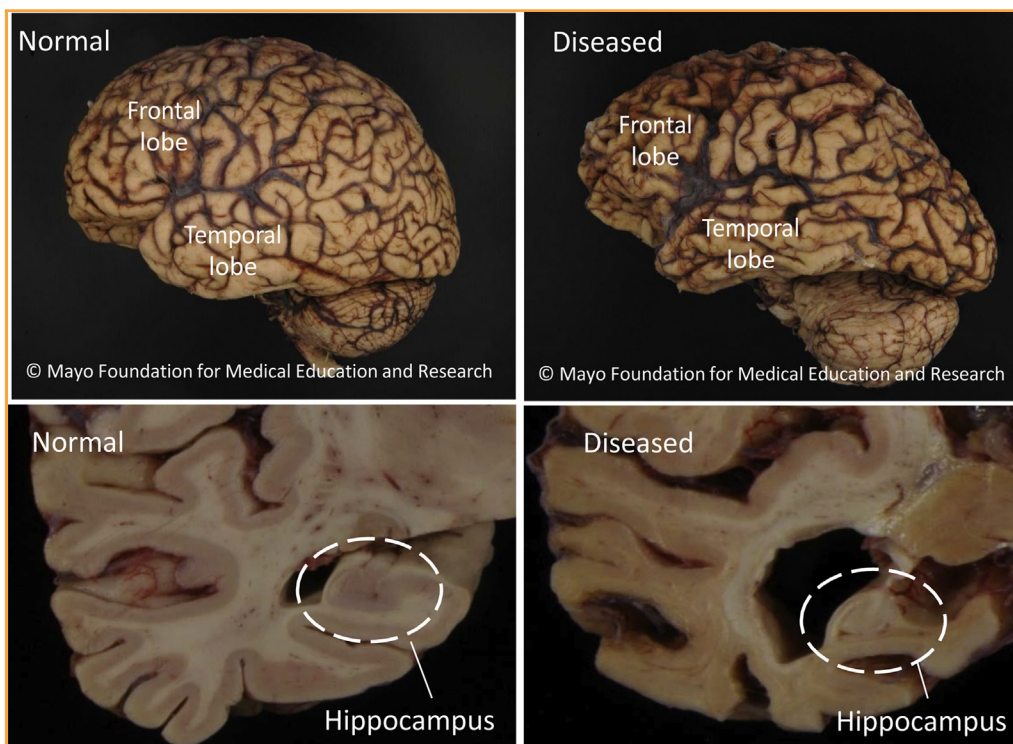 Normal
Frontal
lobe
Temporal
lobe
© Mayo Foundation for Medical Education and Research
Diseased
Frontal
lobe
Temporal
lobe
© Mayo Foundation for Medical Education and Research
Normal
Hippocampus
Diseased
Hippocampus